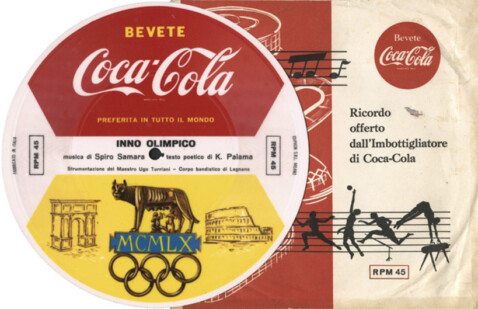 BEVETE
Coca-Cola
PREFERITA IN TUTTO IL MONDO
INNO OLIMPICO
musica di Spiro Samara testo poetico di K. Palama
Strumentazione del Maestro Ugo Turriani - Corpo bandistico di Legnano
RPM 45
RPM 45
MCMLX
Bevete
Coca-Cola
Ricordo
offerto
dall'Imbottigliatore
di Coca-Cola
RPM 45